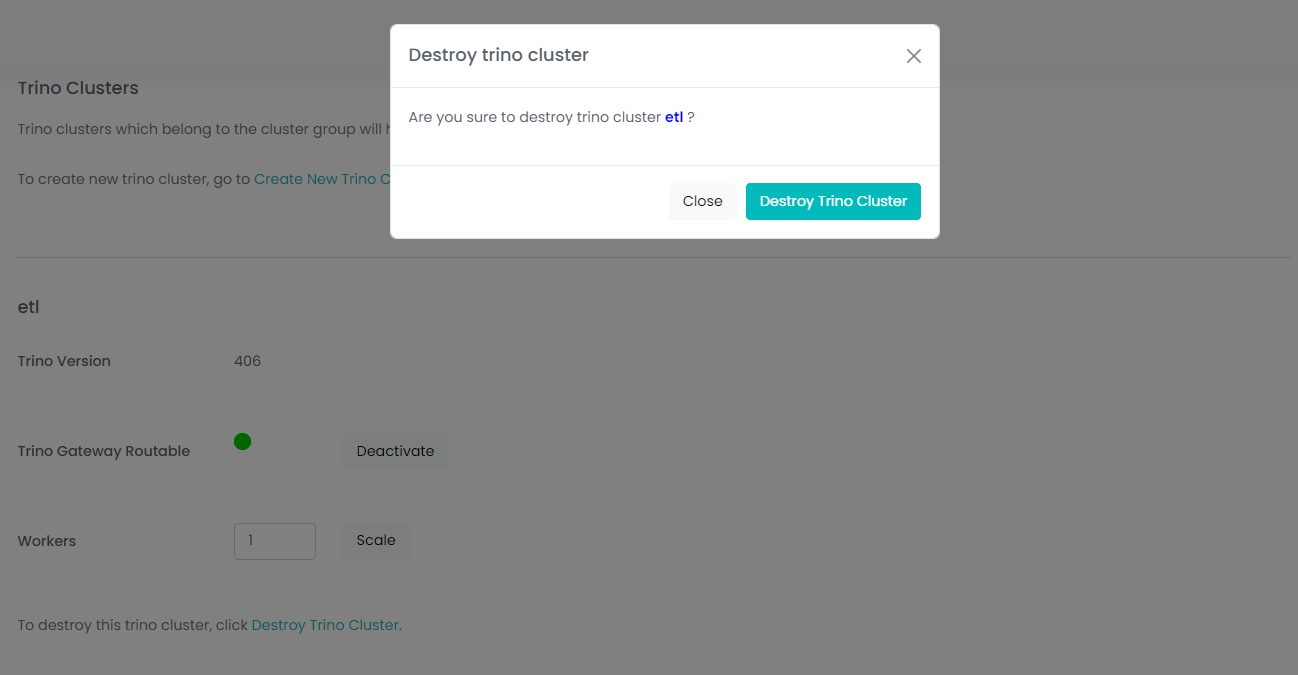 Destroy trino cluster
Are you sure to destroy trino cluster etl ?
Close
Destroy Trino Cluster
Trino Clusters
Trino clusters which belong to the cluster group will
To create new trino cluster, go to Create New Trino
etl
Trino Version 406
Trino Gateway Routable Deactivate
Workers 1 Scale
To destroy this trino cluster, click Destroy Trino Cluster.